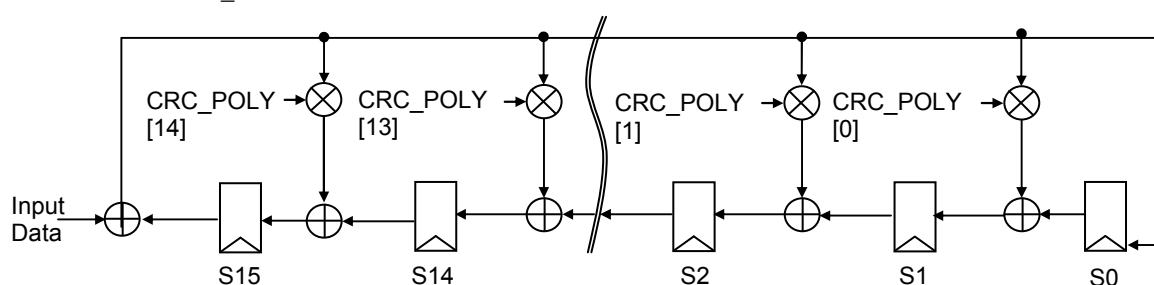 CRC_POLY
[14]
CRC_POLY
[13]
CRC_POLY
[1]
CRC_POLY
[0]
Input
Data
S15
S14
S2
S1
S0